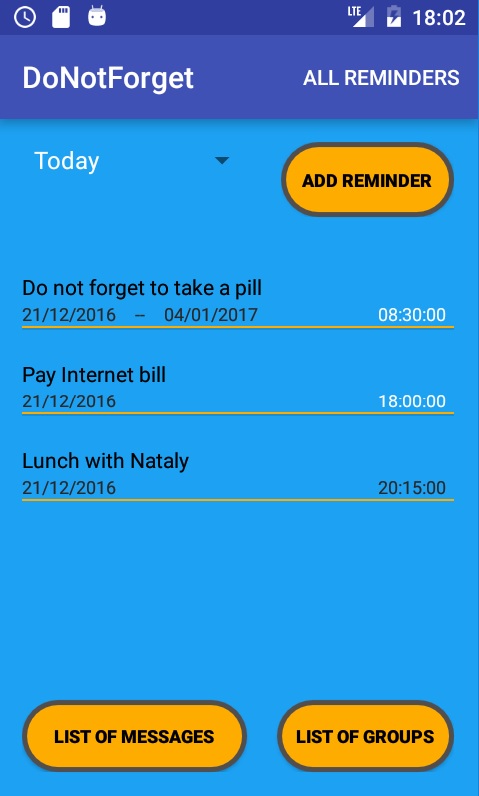 LTE 18:02
DoNotForget ALL REMINDERS
Today ADD REMINDER
Do not forget to take a pill
21/12/2016 – 04/01/2017 08:30:00
Pay Internet bill
21/12/2016 18:00:00
Lunch with Nataly
21/12/2016 20:15:00
LIST OF MESSAGES LIST OF GROUPS